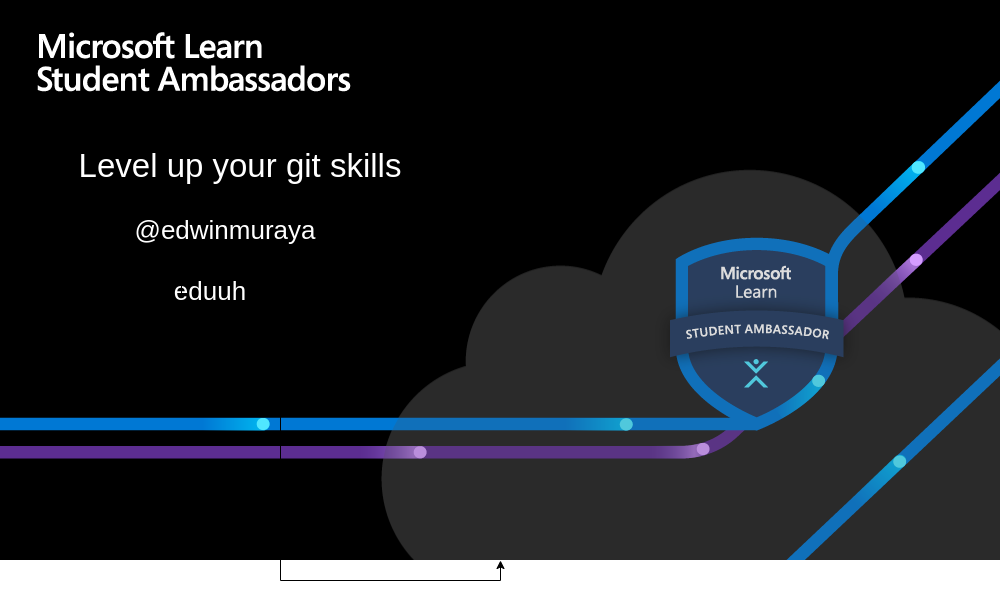 Microsoft Learn
Student Ambassadors
Level up your git skills
@edwinmuraya
eduuh
Microsoft
Learn
STUDENT AMBASSADOR